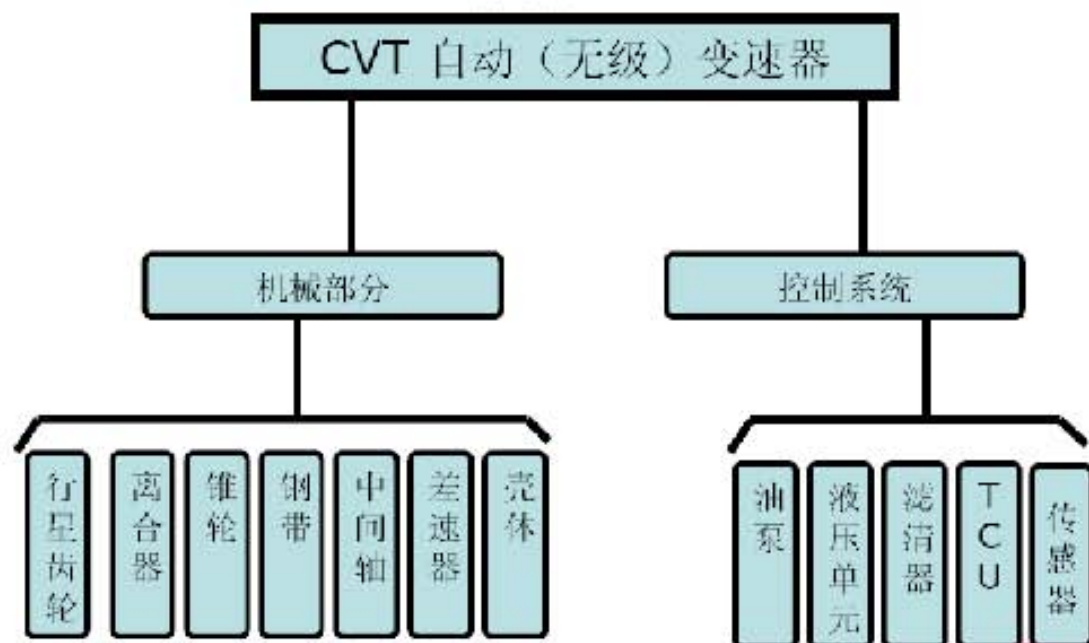 CVT 自动（无级）变速器
机械部分
控制系统
行星齿轮
离合器
锥轮
钢带
中间轴
差速器
壳体
油泵
液压单元
滤清器
TCU
传感器